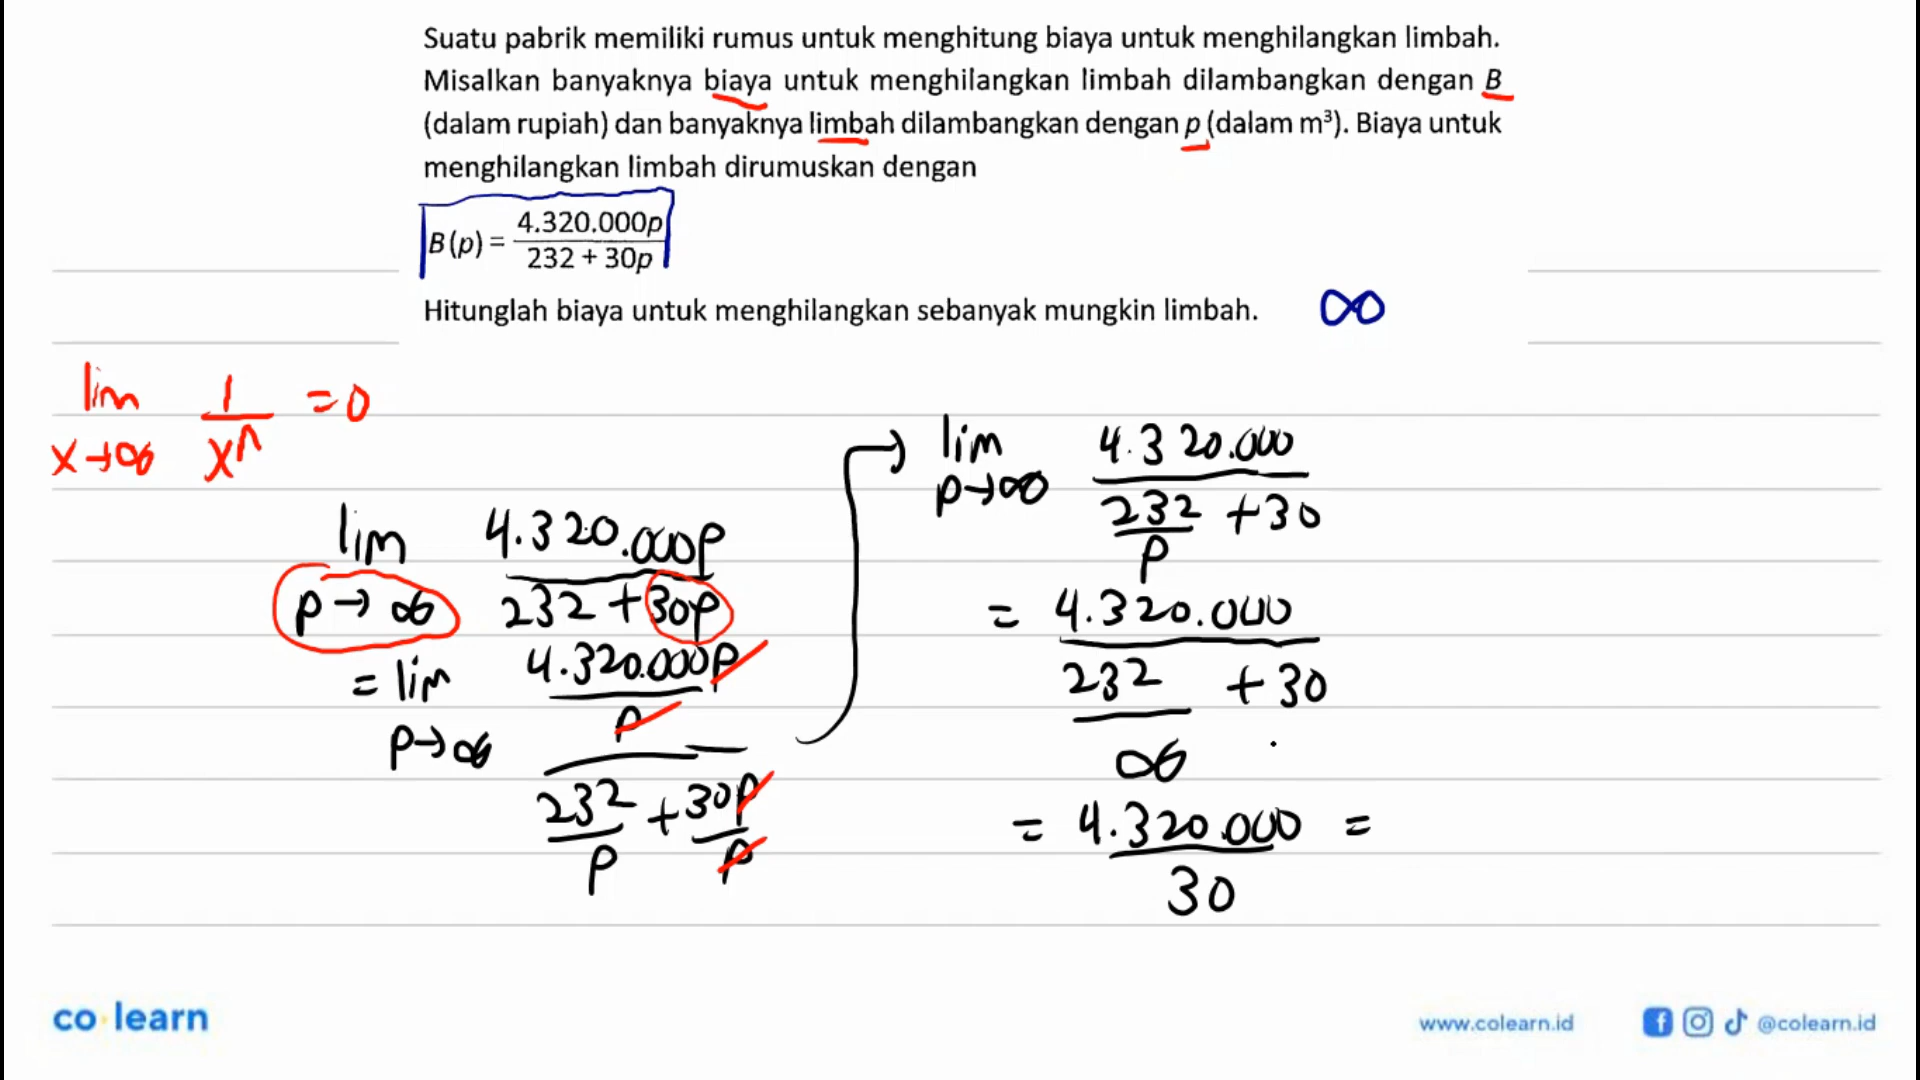 Suatu pabrik memiliki rumus untuk menghitung biaya untuk menghilangkan limbah.
Misalkan banyaknya biaya untuk menghilangkan limbah dilambangkan dengan B
(dalam rupiah) dan banyaknya limbah dilambangkan dengan p (dalam m³). Biaya untuk
menghilangkan limbah dirumuskan dengan
B(p) = 4.320.000p / 232 + 30p
Hitunglah biaya untuk menghilangkan sebanyak mungkin limbah. ∞
lim x→∞ 1/xⁿ = 0
lim p→∞ 4.320.000p / 232 + 30p
= lim p→∞ 4.320.000p/p / 232/p + 30p/p
lim p→∞ 4.320.000 / 232/p + 30
= 4.320.000 / 232/∞ + 30
= 4.320.000 / 30 =
co·learn
www.colearn.id
@colearn.id